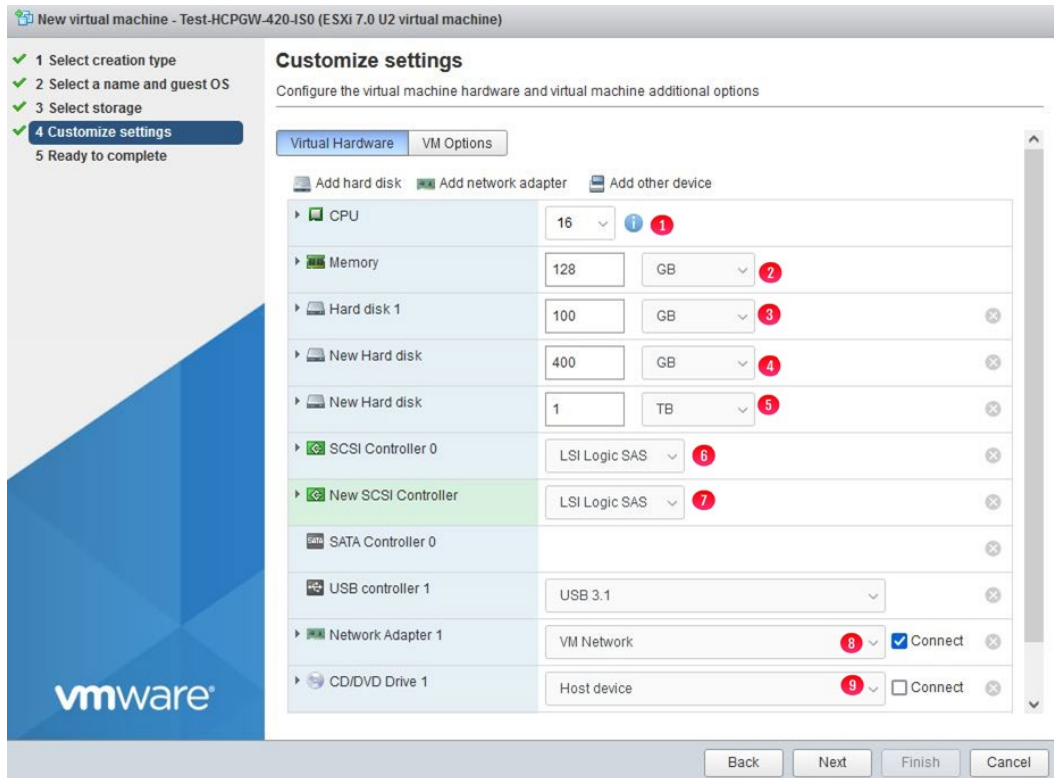 New virtual machine - Test-HCPGW-420-IS0 (ESXi 7.0 U2 virtual machine)
1 Select creation type
2 Select a name and guest OS
3 Select storage
4 Customize settings
5 Ready to complete
Customize settings
Configure the virtual machine hardware and virtual machine additional options
Virtual Hardware VM Options
Add hard disk Add network adapter Add other device
CPU 16 i 1
Memory 128 GB 2
Hard disk 1 100 GB 3
New Hard disk 400 GB 4
New Hard disk 1 TB 5
SCSI Controller 0 LSI Logic SAS 6
New SCSI Controller LSI Logic SAS 7
SATA SATA Controller 0
USB controller 1 USB 3.1
Network Adapter 1 VM Network 8 Connect
CD/DVD Drive 1 Host device 9 Connect
vmware®
Back Next Finish Cancel